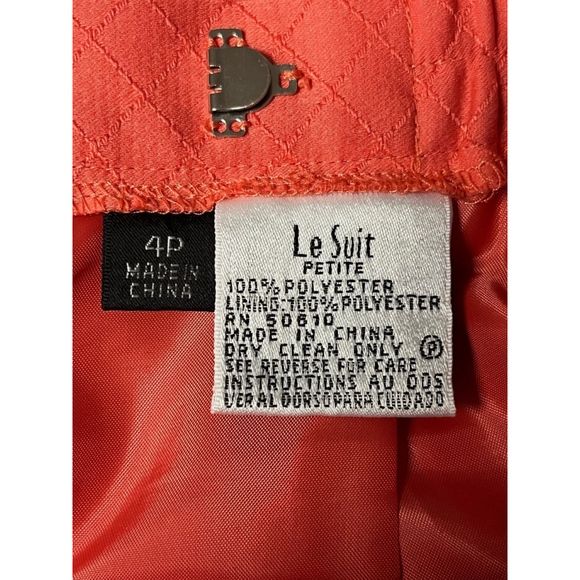 4P
MADE IN
CHINA
Le Suit
PETITE
100% POLYESTER
LINING:100% POLYESTER
RN 50610
MADE IN CHINA
DRY CLEAN ONLY Ⓟ
SEE REVERSE FOR CARE
INSTRUCTIONS AU DOS
VER AL DORSO PARA CUIDADO